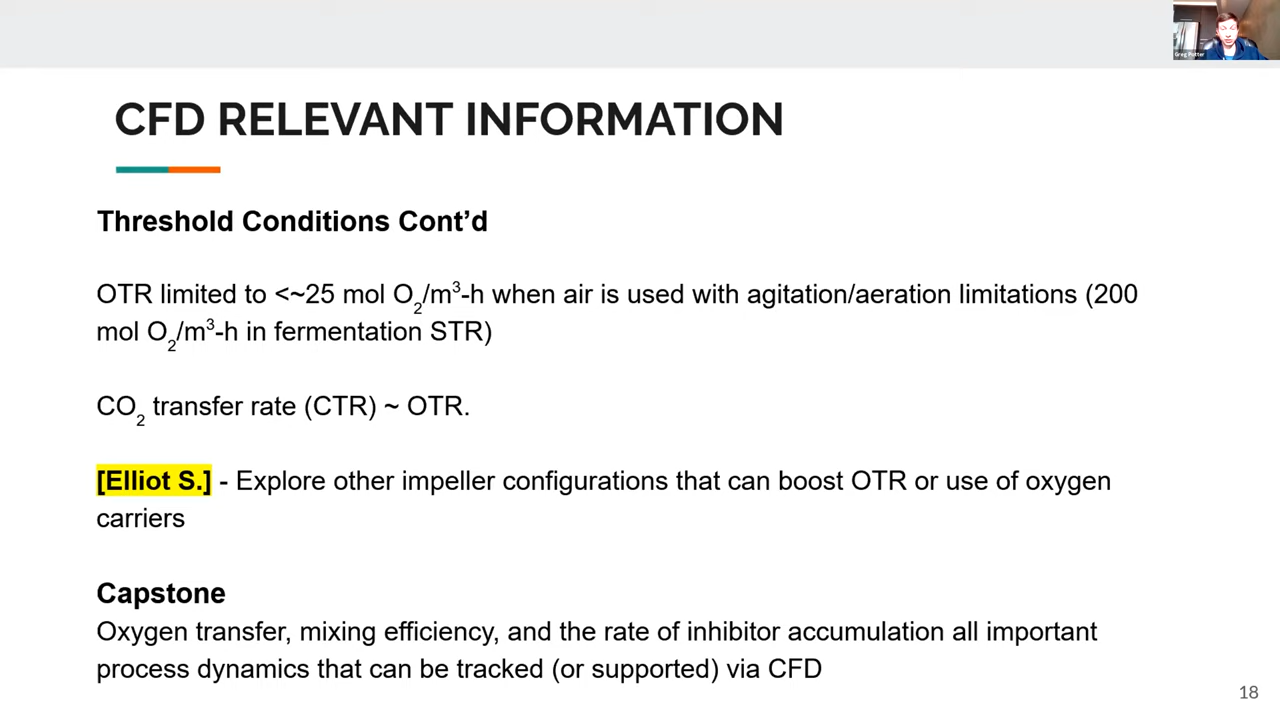 Greg Potter
CFD RELEVANT INFORMATION
Threshold Conditions Cont’d
OTR limited to <~25 mol O₂/m³-h when air is used with agitation/aeration limitations (200
mol O₂/m³-h in fermentation STR)
CO₂ transfer rate (CTR) ~ OTR.
[Elliot S.] - Explore other impeller configurations that can boost OTR or use of oxygen
carriers
Capstone
Oxygen transfer, mixing efficiency, and the rate of inhibitor accumulation all important
process dynamics that can be tracked (or supported) via CFD
18